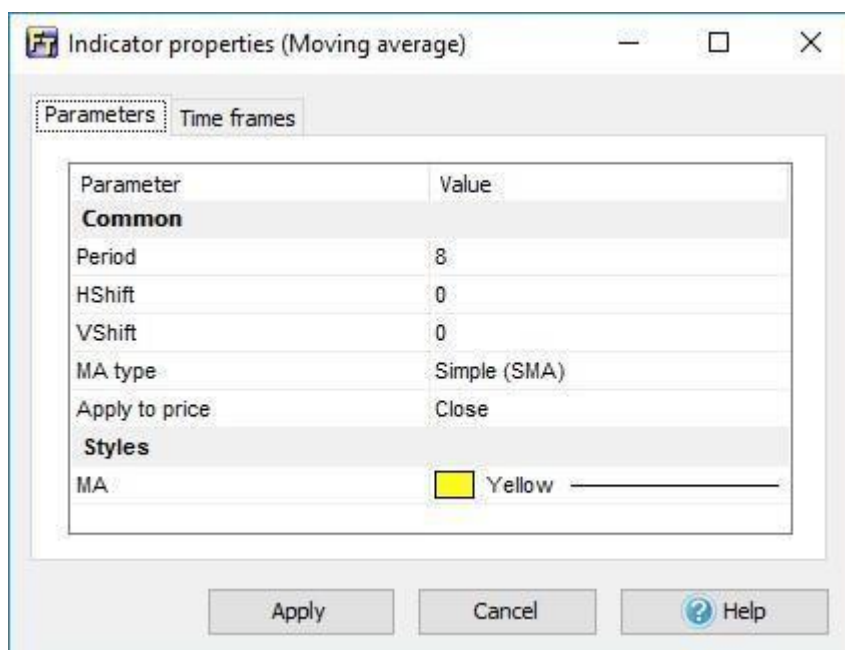 FT Indicator properties (Moving average)
Parameters Time frames
Parameter Value
Common
Period 8
HShift 0
VShift 0
MA type Simple (SMA)
Apply to price Close
Styles
MA Yellow
Apply Cancel ? Help